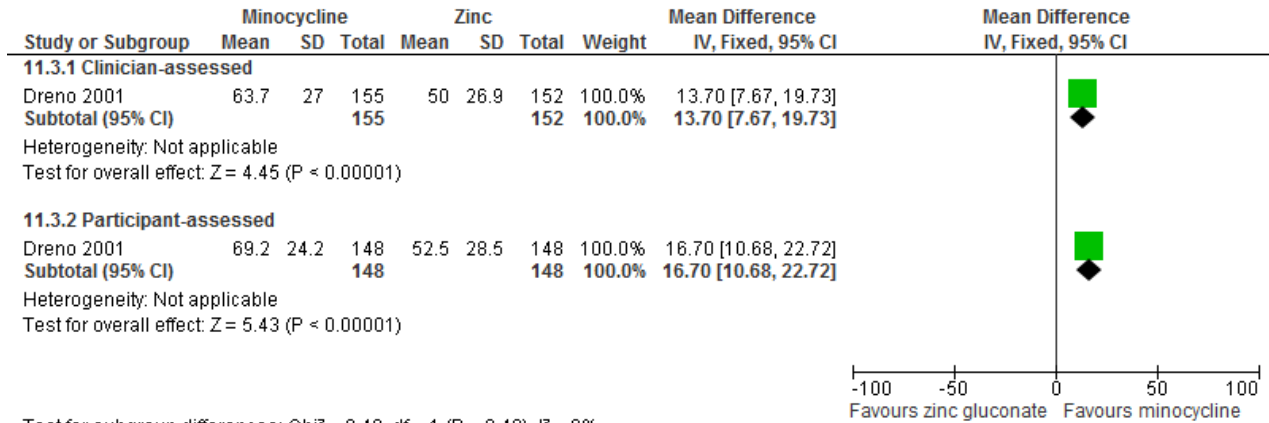 Minocycline Zinc Mean Difference Mean Difference
Study or Subgroup Mean SD Total Mean SD Total Weight IV, Fixed, 95% CI IV, Fixed, 95% CI
11.3.1 Clinician-assessed
Dreno 2001 63.7 27 155 50 26.9 152 100.0% 13.70 [7.67, 19.73]
Subtotal (95% CI) 155 152 100.0% 13.70 [7.67, 19.73]
Heterogeneity: Not applicable
Test for overall effect: Z = 4.45 (P < 0.00001)
11.3.2 Participant-assessed
Dreno 2001 69.2 24.2 148 52.5 28.5 148 100.0% 16.70 [10.68, 22.72]
Subtotal (95% CI) 148 148 100.0% 16.70 [10.68, 22.72]
Heterogeneity: Not applicable
Test for overall effect: Z = 5.43 (P < 0.00001)
-100 -50 0 50 100
Favours zinc gluconate Favours minocycline